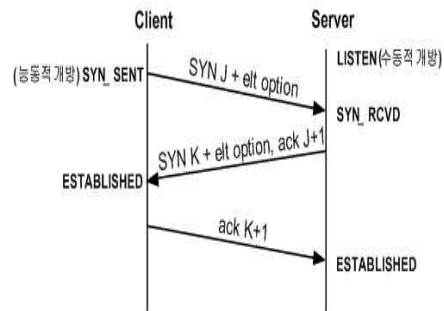 Client Server
LISTEN(수동적 개방)
(능동적 개방) SYN_SENT
SYN J + elt option
SYN_RCVD
SYN K + elt option, ack J+1
ESTABLISHED
ack K+1
ESTABLISHED